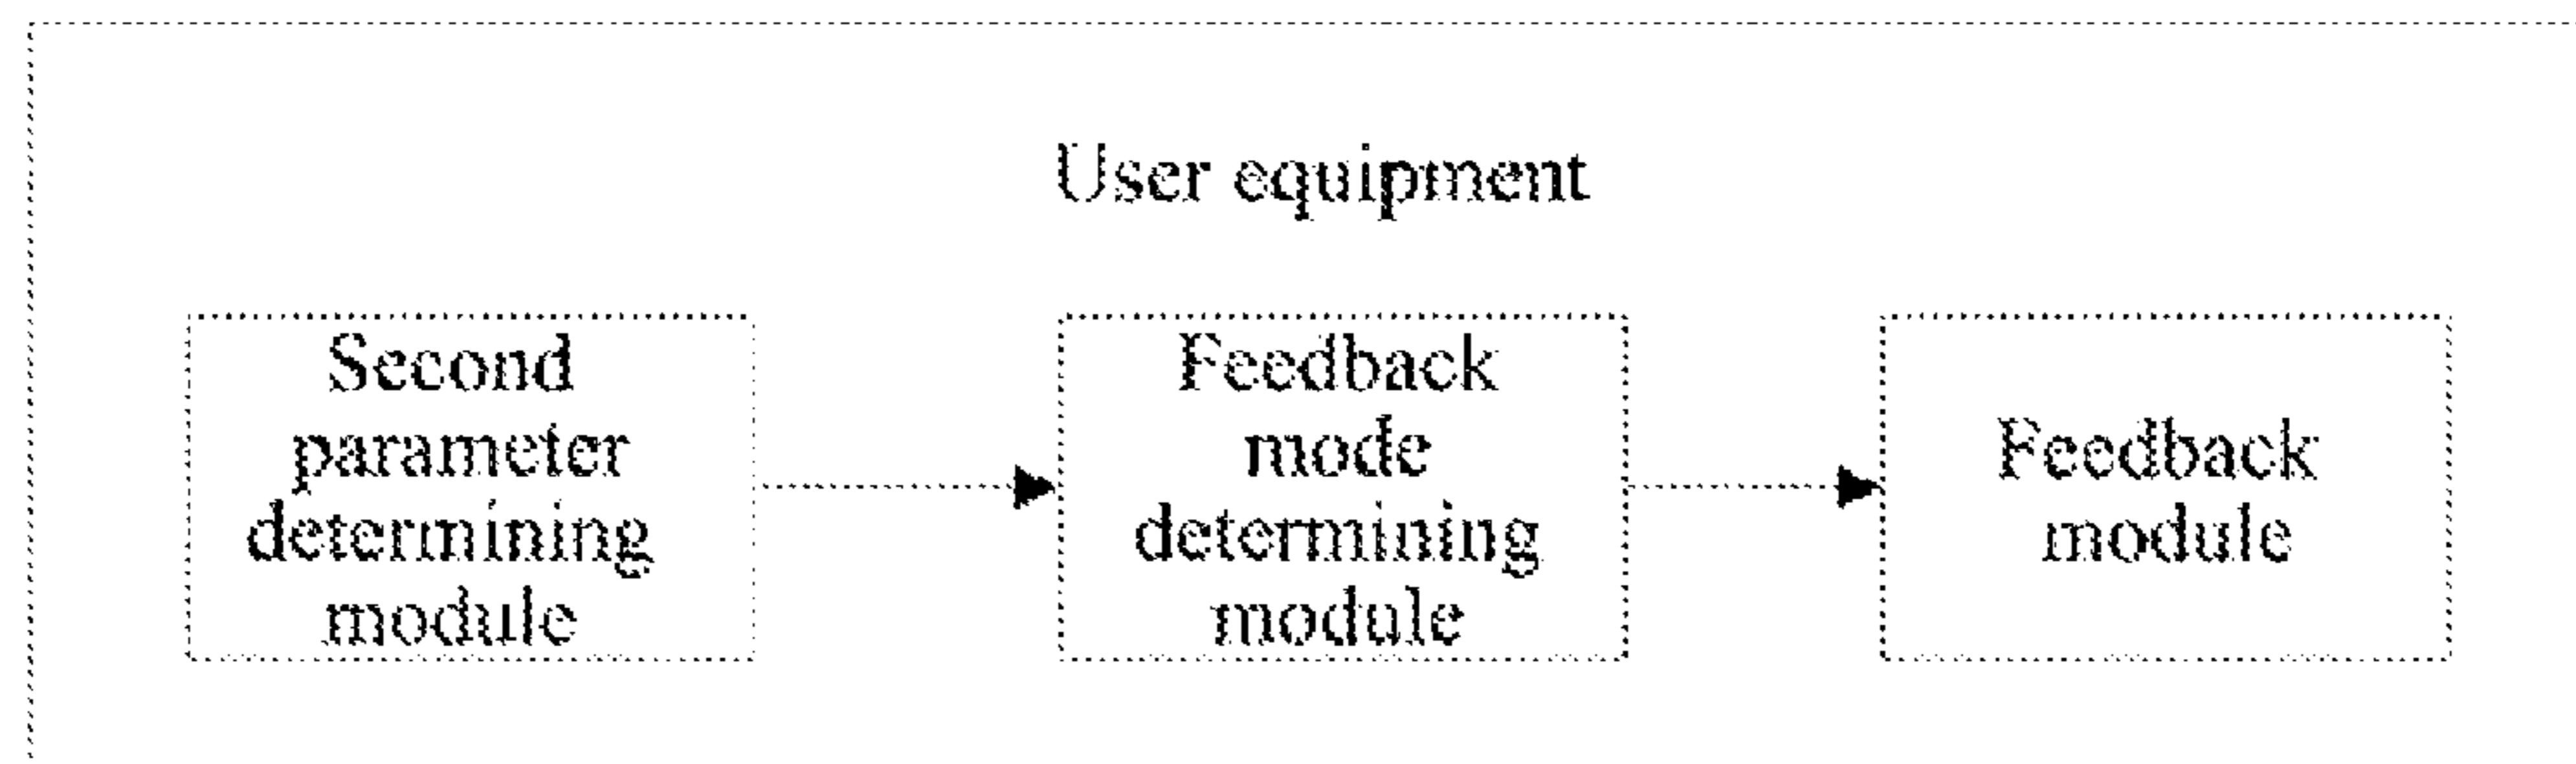 User equipment
Second
parameter
determining
module
Feedback
mode
determining
module
Feedback
module